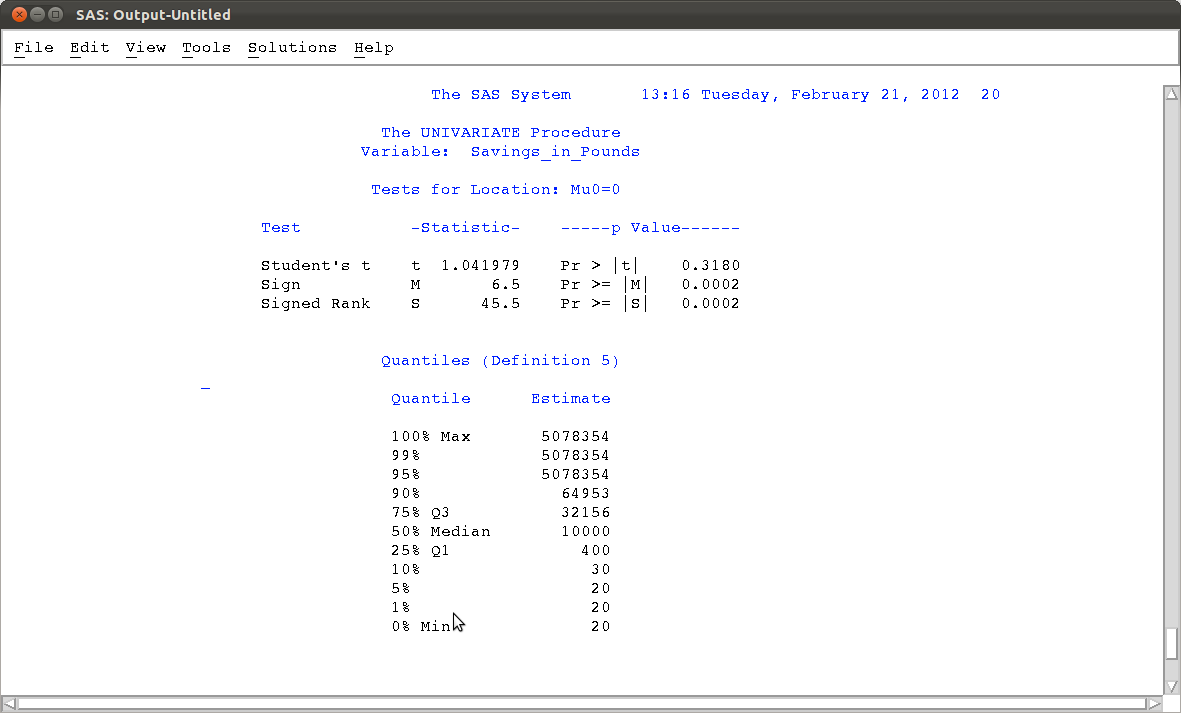 SAS: Output-Untitled
File Edit View Tools Solutions Help
The SAS System 13:16 Tuesday, February 21, 2012 20
The UNIVARIATE Procedure
Variable: Savings_in_Pounds
Tests for Location: Mu0=0
Test -Statistic- -----p Value------
Student's t t 1.041979 Pr > |t| 0.3180
Sign M 6.5 Pr >= |M| 0.0002
Signed Rank S 45.5 Pr >= |S| 0.0002
Quantiles (Definition 5)
Quantile Estimate
100% Max 5078354
99% 5078354
95% 5078354
90% 64953
75% Q3 32156
50% Median 10000
25% Q1 400
10% 30
5% 20
1% 20
0% Min 20